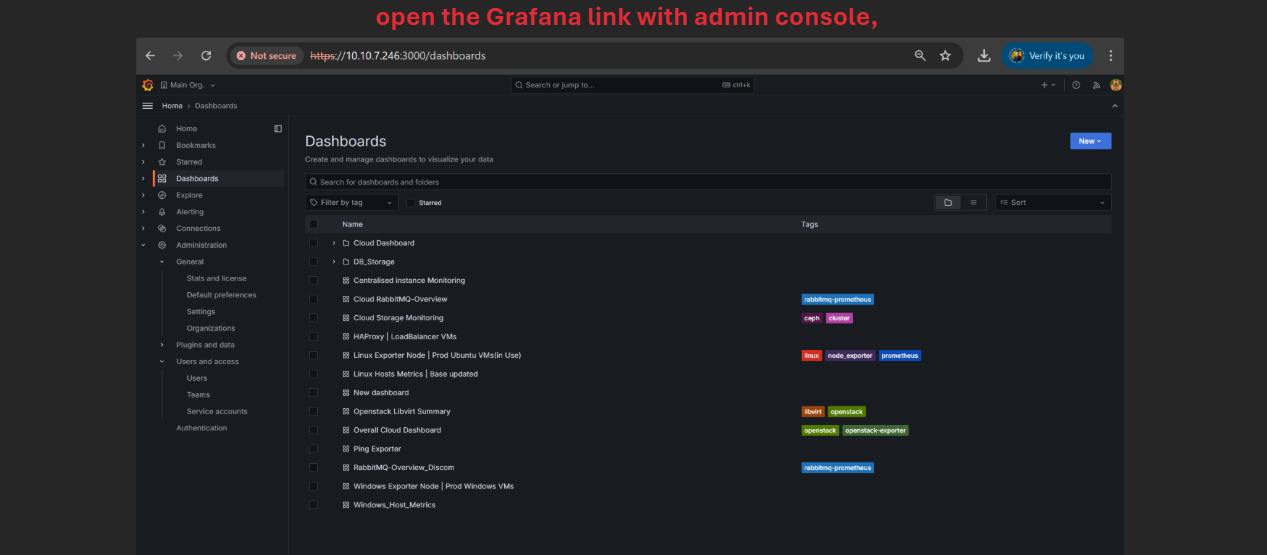 open the Grafana link with admin console,
Not secure https://10.10.7.246:3000/dashboards Verify it's you
Main Org. Search or jump to... ctrl+k
Home › Dashboards
Home
Bookmarks
Starred
Dashboards
Explore
Alerting
Connections
Administration
General
Stats and license
Default preferences
Settings
Organizations
Plugins and data
Users and access
Users
Teams
Service accounts
Authentication
Dashboards
New
Create and manage dashboards to visualize your data
Search for dashboards and folders
Filter by tag Starred Sort
Name Tags
Cloud Dashboard
DB_Storage
Centralised instance Monitoring
Cloud RabbitMQ-Overview rabbitmq-prometheus
Cloud Storage Monitoring ceph cluster
HAProxy | LoadBalancer VMs
Linux Exporter Node | Prod Ubuntu VMs(in Use) linux node_exporter prometheus
Linux Hosts Metrics | Base updated
New dashboard
Openstack Libvirt Summary libvirt openstack
Overall Cloud Dashboard openstack openstack-exporter
Ping Exporter
RabbitMQ-Overview_Discom rabbitmq-prometheus
Windows Exporter Node | Prod Windows VMs
Windows_Host_Metrics